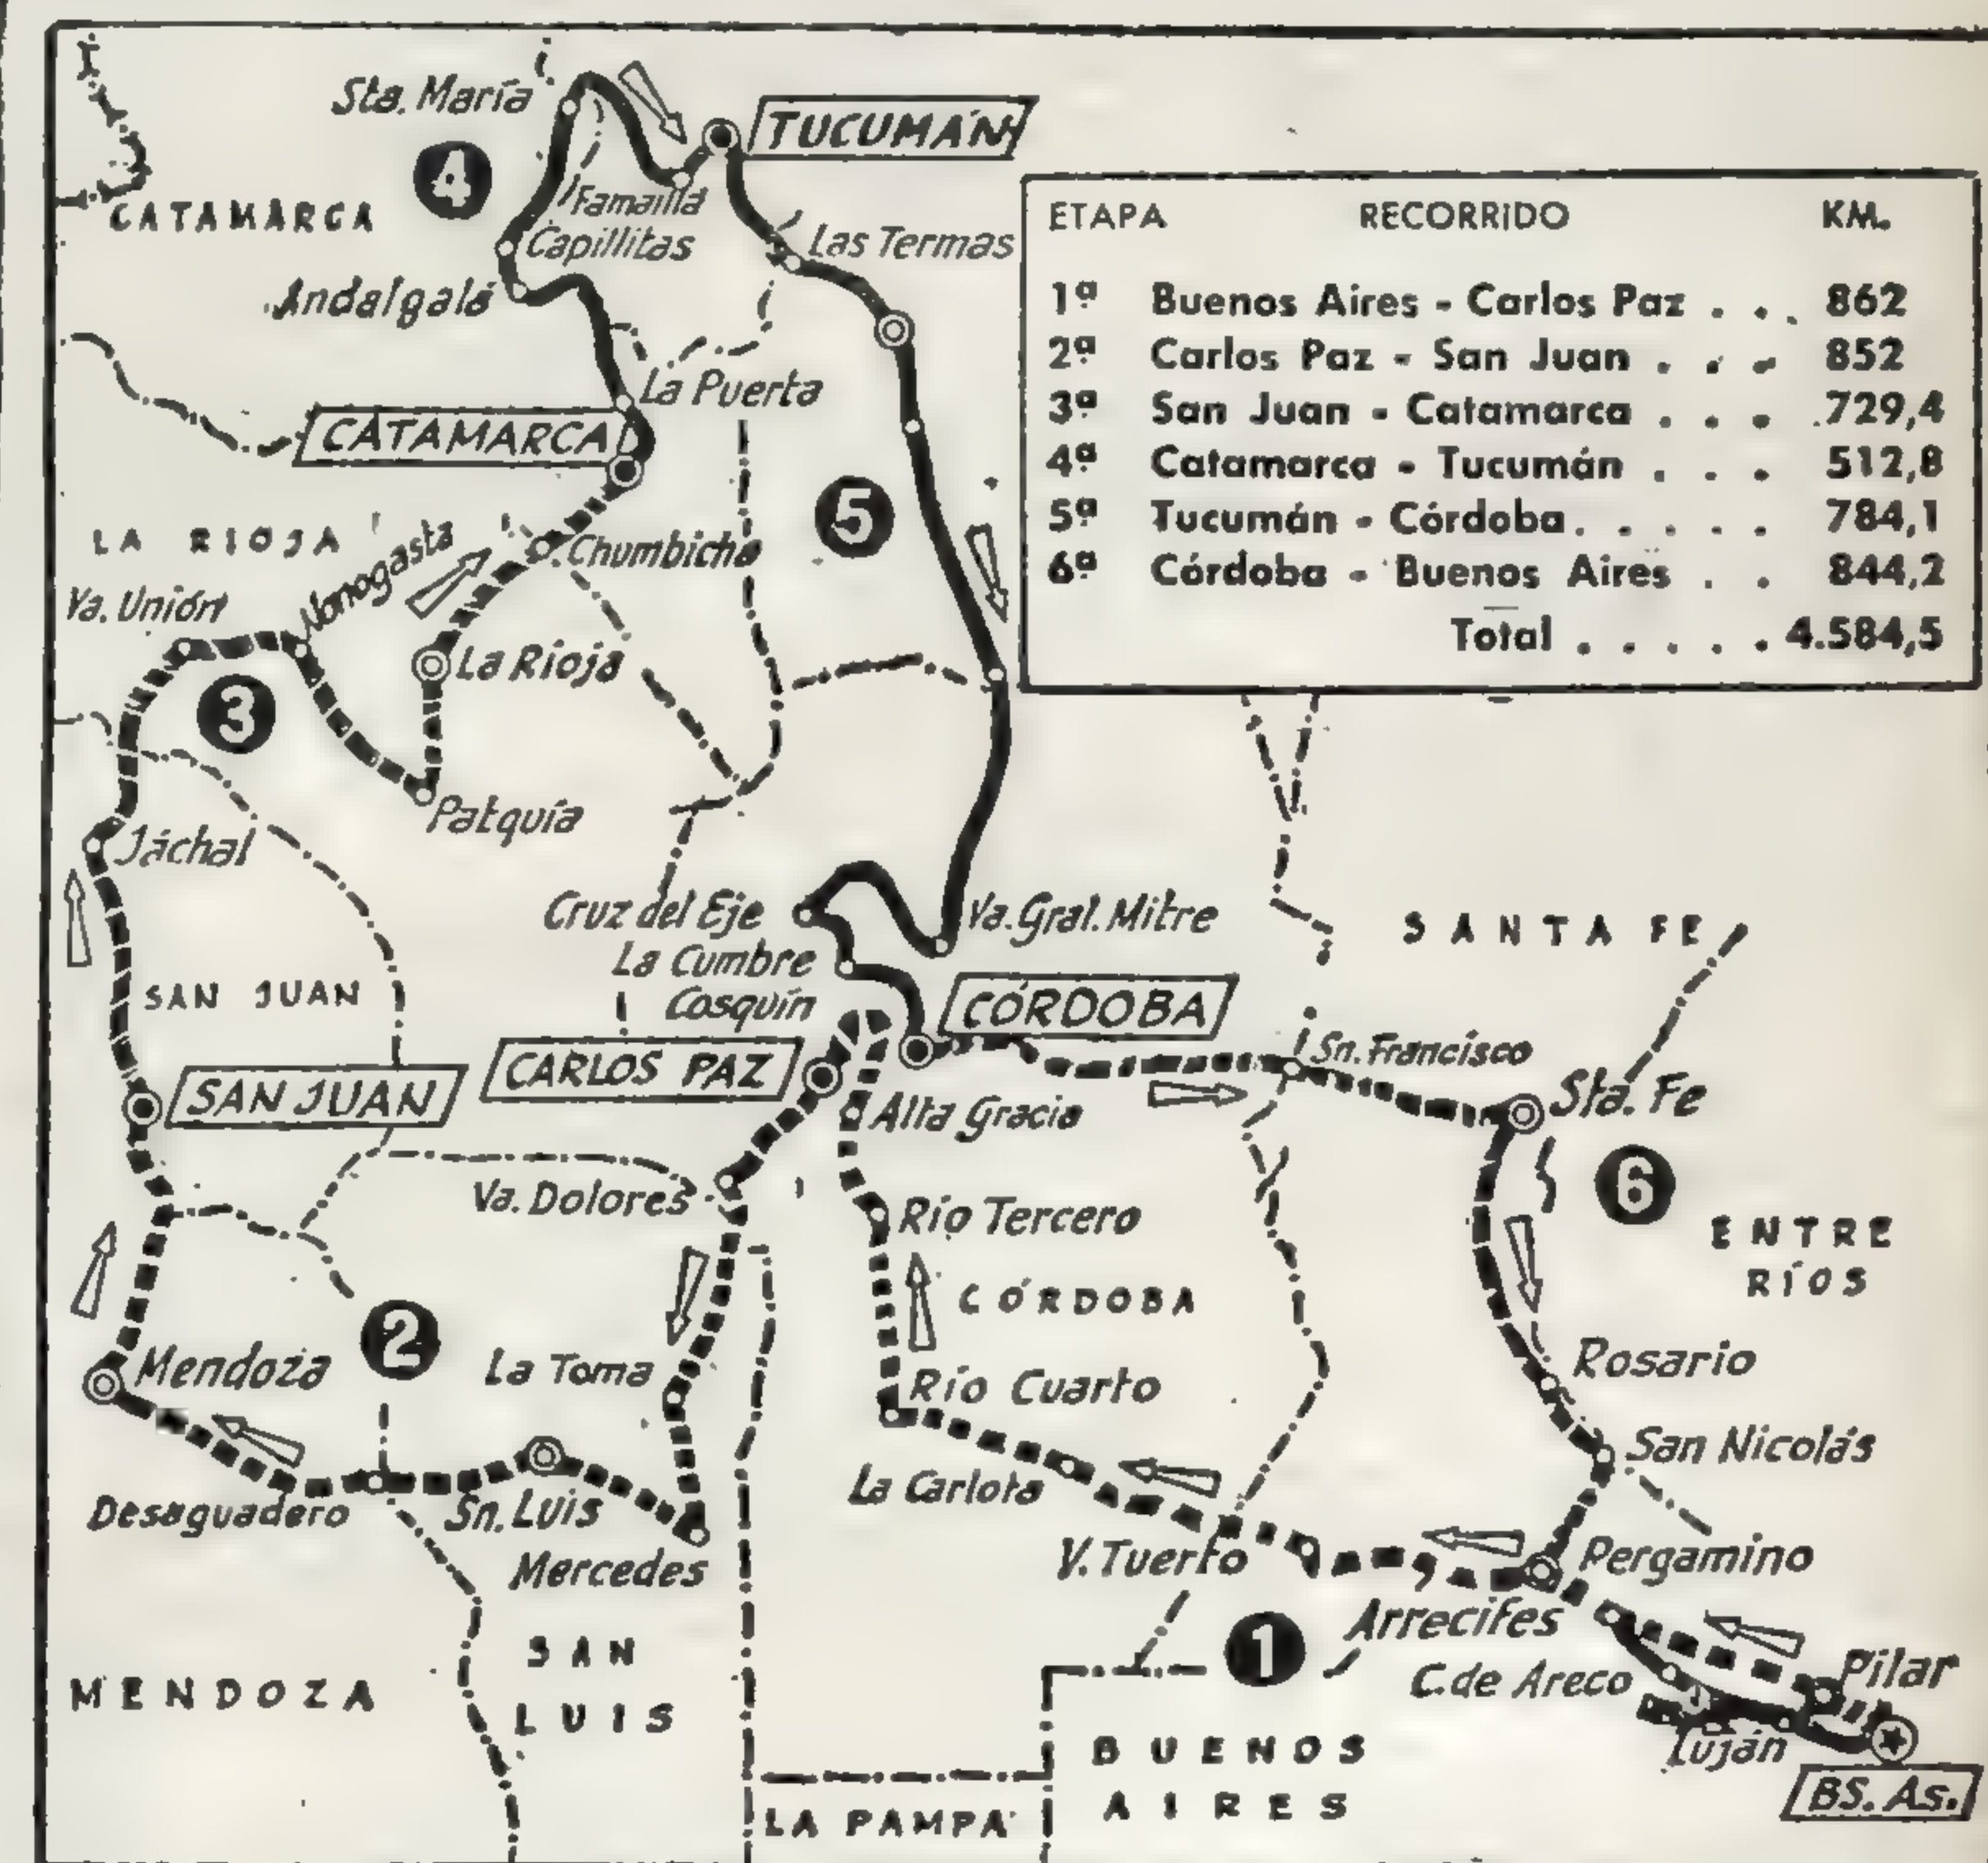 Sta. María
TUCUMÁN
4
Famaillá
CATAMARCA
Capillitas
Las Termas
Andalgalá
La Puerta
CATAMARCA
5
LA RIOJA
Nonogasta
Chumbicha
Va. Unión
La Rioja
3
Patquía
Jáchal
Cruz del Eje
Va. Gral. Mitre
La Cumbre
Cosquín
SAN JUAN
CÓRDOBA
CARLOS PAZ
SAN JUAN
Alta Gracia
Sn. Francisco
Sta. Fe
SANTA FE
Va. Dolores
Río Tercero
6
ENTRE
RÍOS
CÓRDOBA
2
Mendoza
La Toma
Río Cuarto
Rosario
San Nicolás
La Carlota
Desaguadero
Sn. Luis
Mercedes
V. Tuerto
Pergamino
Arrecifes
1
C. de Areco
Pilar
Luján
BS. As.
MENDOZA
SAN
LUIS
BUENOS
AIRES
LA PAMPA
ETAPA RECORRIDO KM.
1ª Buenos Aires - Carlos Paz . . . 862
2ª Carlos Paz - San Juan . . . 852
3ª San Juan - Catamarca . . . 729,4
4ª Catamarca - Tucumán . . . 512,8
5ª Tucumán - Córdoba . . . . . 784,1
6ª Córdoba - Buenos Aires . . 844,2
Total . . . . . 4.584,5